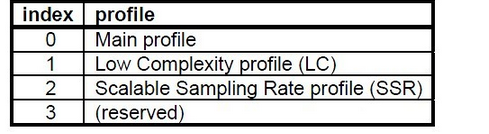 index profile
0 Main profile
1 Low Complexity profile (LC)
2 Scalable Sampling Rate profile (SSR)
3 (reserved)